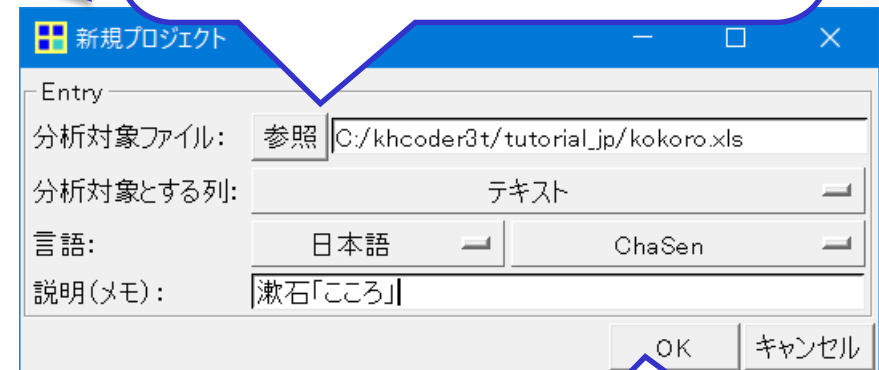 新規プロジェクト
Entry
分析対象ファイル: 参照 C:/khcoder3t/tutorial_jp/kokoro.xls
分析対象とする列: テキスト
言語: 日本語 ChaSen
説明(メモ): 漱石「こころ」
OK キャンセル